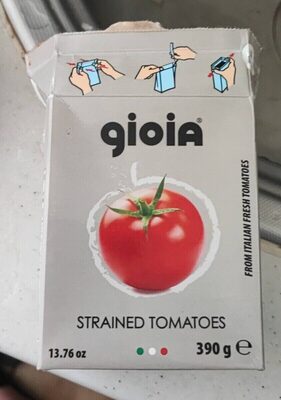 gioia
FROM ITALIAN FRESH TOMATOES
STRAINED TOMATOES
13.76 oz
390 g ℮